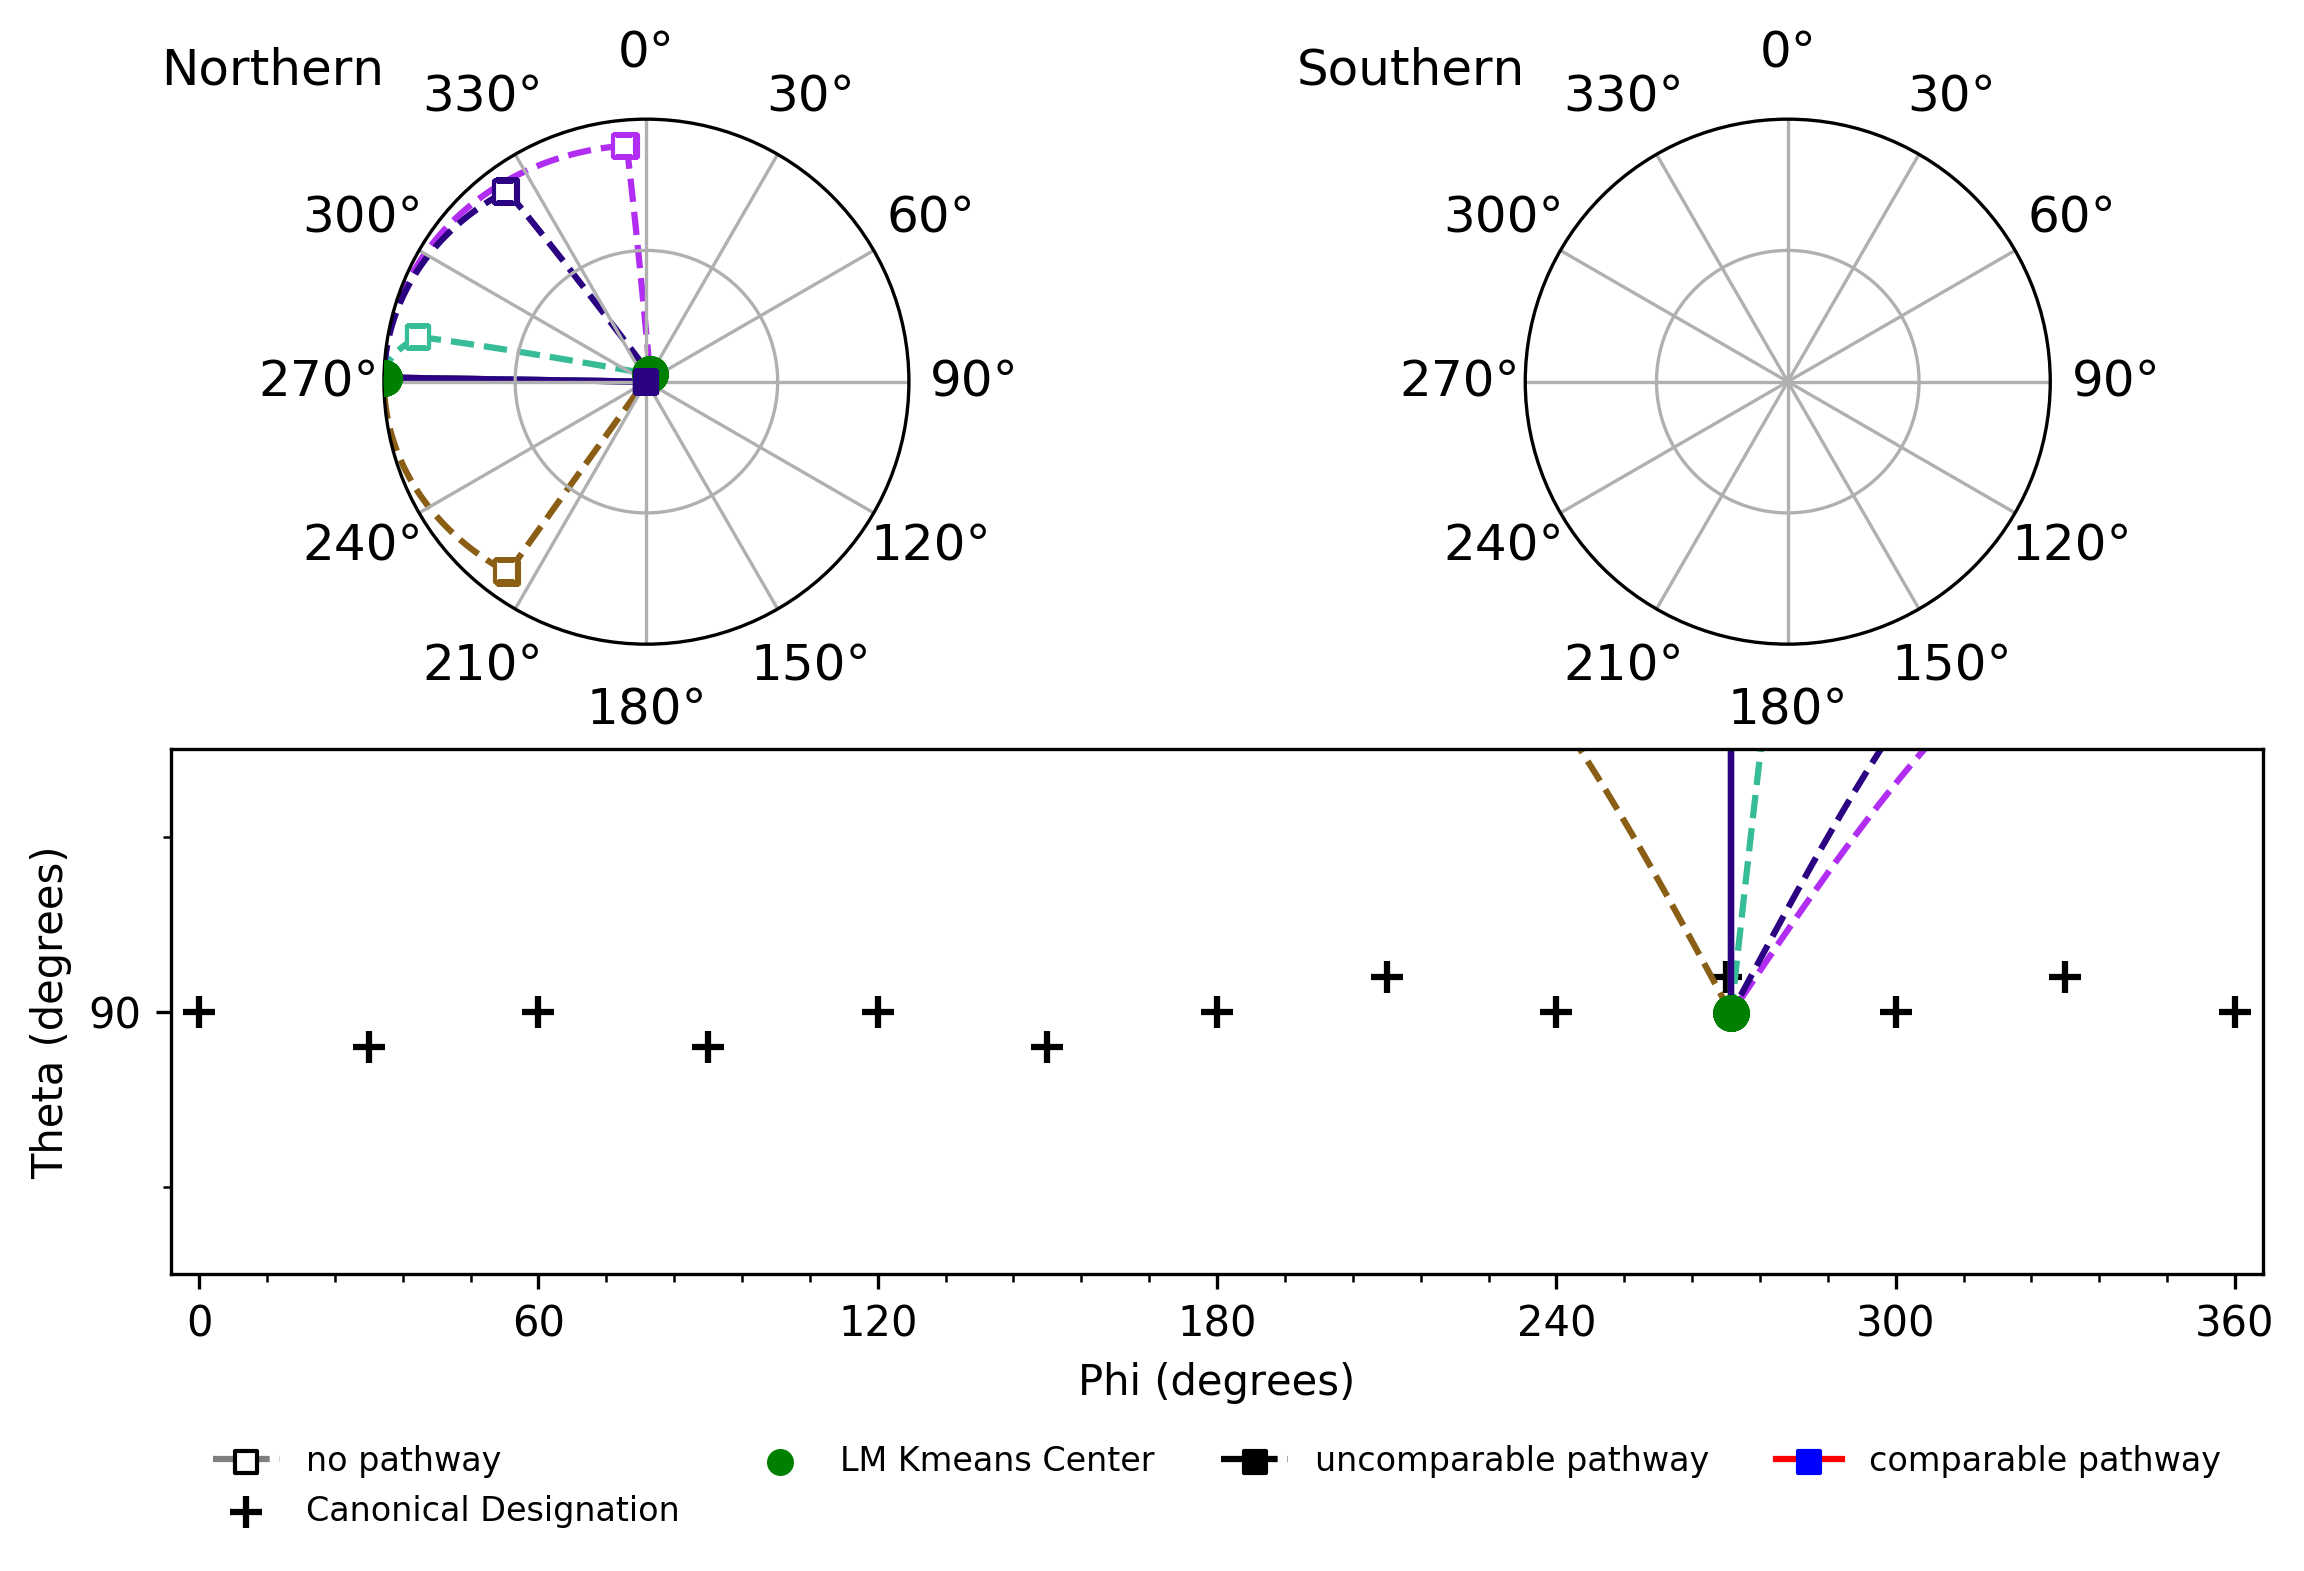 Northern
0°
330°
30°
300°
60°
270°
90°
240°
120°
210°
150°
180°
Southern
0°
330°
30°
300°
60°
270°
90°
240°
120°
210°
150°
180°
Theta (degrees)
90
0 60 120 180 240 300 360
Phi (degrees)
no pathway
Canonical Designation
LM Kmeans Center
uncomparable pathway
comparable pathway